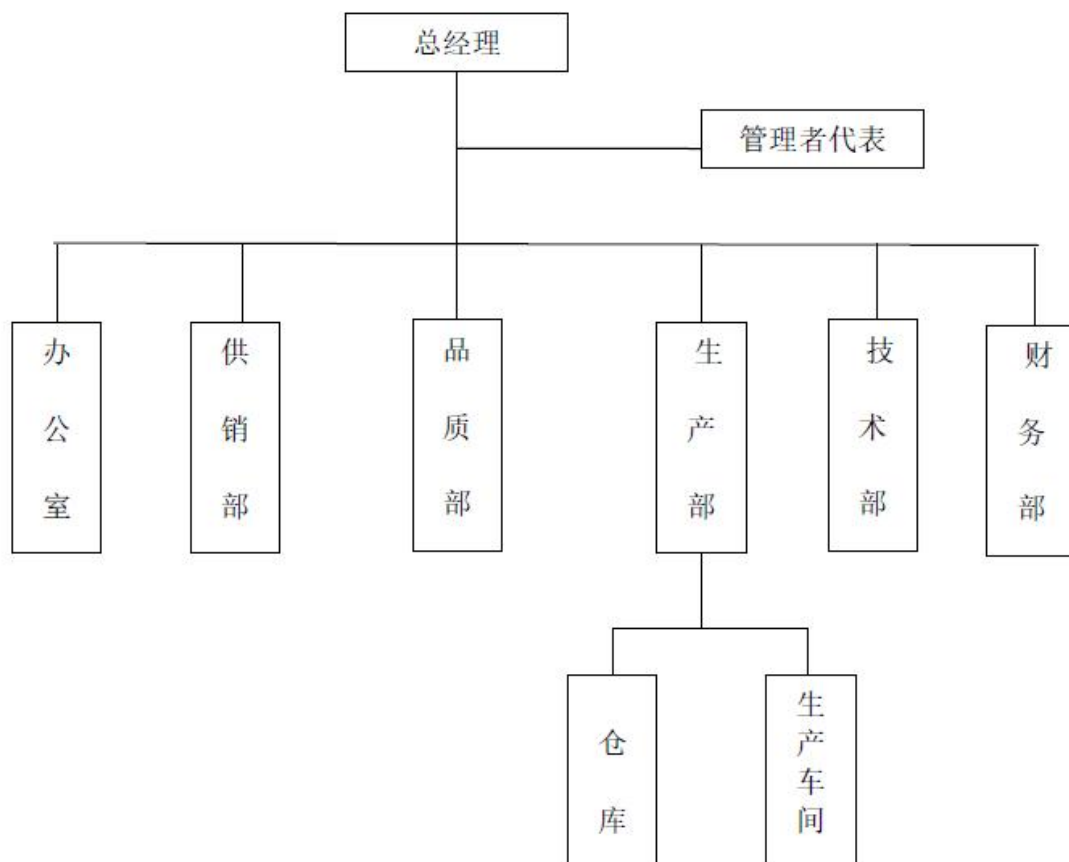 总经理
管理者代表
办公室
供销部
品质部
生产部
技术部
财务部
仓库
生产车间